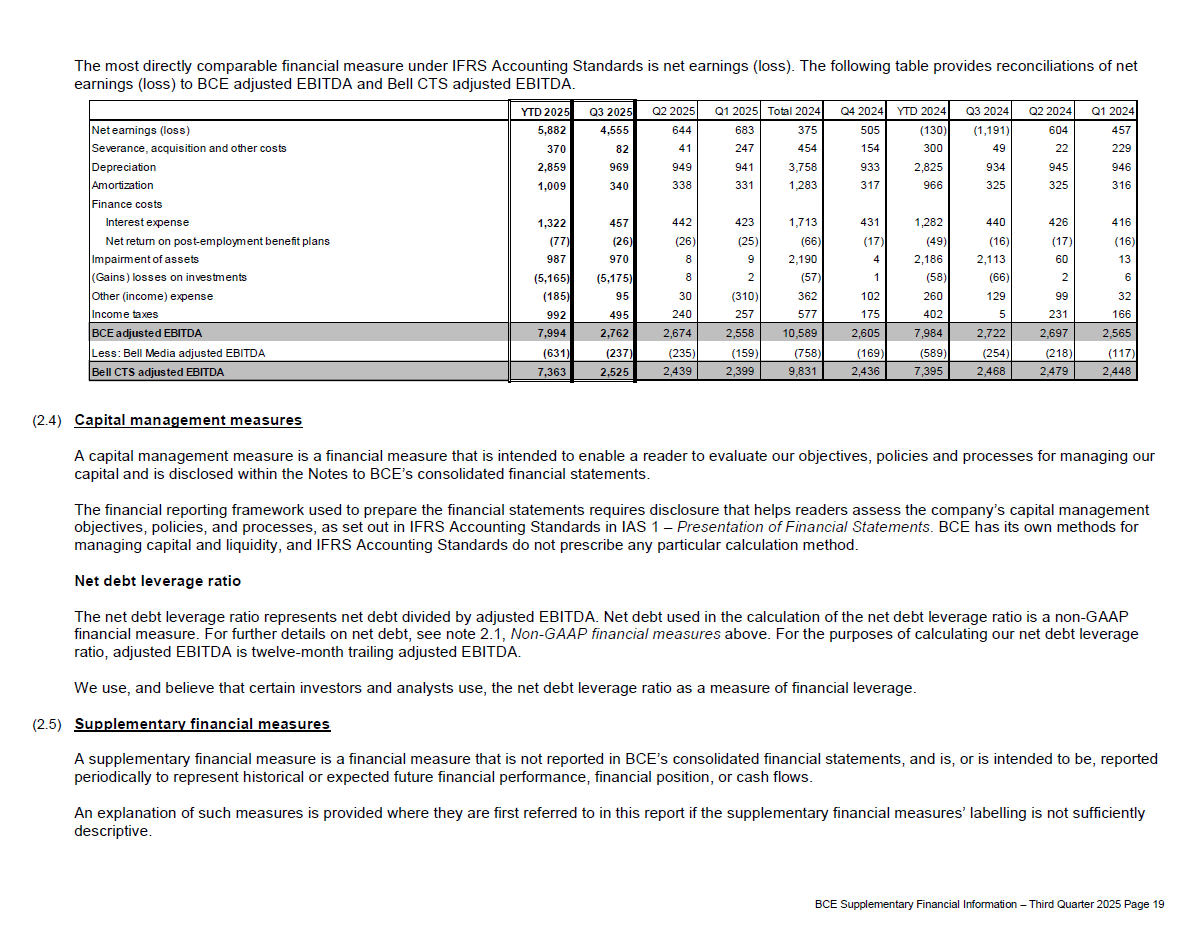 The most directly comparable financial measure under IFRS Accounting Standards is net earnings (loss). The following table provides reconciliations of net
earnings (loss) to BCE adjusted EBITDA and Bell CTS adjusted EBITDA.
YTD 2025 Q3 2025 Q2 2025 Q1 2025 Total 2024 Q4 2024 YTD 2024 Q3 2024 Q2 2024 Q1 2024
Net earnings (loss) 5,882 4,555 644 683 375 505 (130) (1,191) 604 457
Severance, acquisition and other costs 370 82 41 247 454 154 300 49 22 229
Depreciation 2,859 969 949 941 3,758 933 2,825 934 945 946
Amortization 1,009 340 338 331 1,283 317 966 325 325 316
Finance costs
Interest expense 1,322 457 442 423 1,713 431 1,282 440 426 416
Net return on post-employment benefit plans (77) (26) (26) (25) (66) (17) (49) (16) (17) (16)
Impairment of assets 987 970 8 9 2,190 4 2,186 2,113 60 13
(Gains) losses on investments (5,165) (5,175) 8 2 (57) 1 (58) (66) 2 6
Other (income) expense (185) 95 30 (310) 362 102 260 129 99 32
Income taxes 992 495 240 257 577 175 402 5 231 166
BCE adjusted EBITDA 7,994 2,762 2,674 2,558 10,589 2,605 7,984 2,722 2,697 2,565
Less: Bell Media adjusted EBITDA (631) (237) (235) (159) (758) (169) (589) (254) (218) (117)
Bell CTS adjusted EBITDA 7,363 2,525 2,439 2,399 9,831 2,436 7,395 2,468 2,479 2,448
(2.4) Capital management measures
A capital management measure is a financial measure that is intended to enable a reader to evaluate our objectives, policies and processes for managing our
capital and is disclosed within the Notes to BCE's consolidated financial statements.
The financial reporting framework used to prepare the financial statements requires disclosure that helps readers assess the company's capital management
objectives, policies, and processes, as set out in IFRS Accounting Standards in IAS 1 – Presentation of Financial Statements. BCE has its own methods for
managing capital and liquidity, and IFRS Accounting Standards do not prescribe any particular calculation method.
Net debt leverage ratio
The net debt leverage ratio represents net debt divided by adjusted EBITDA. Net debt used in the calculation of the net debt leverage ratio is a non-GAAP
financial measure. For further details on net debt, see note 2.1, Non-GAAP financial measures above. For the purposes of calculating our net debt leverage
ratio, adjusted EBITDA is twelve-month trailing adjusted EBITDA.
We use, and believe that certain investors and analysts use, the net debt leverage ratio as a measure of financial leverage.
(2.5) Supplementary financial measures
A supplementary financial measure is a financial measure that is not reported in BCE's consolidated financial statements, and is, or is intended to be, reported
periodically to represent historical or expected future financial performance, financial position, or cash flows.
An explanation of such measures is provided where they are first referred to in this report if the supplementary financial measures' labelling is not sufficiently
descriptive.
BCE Supplementary Financial Information – Third Quarter 2025 Page 19